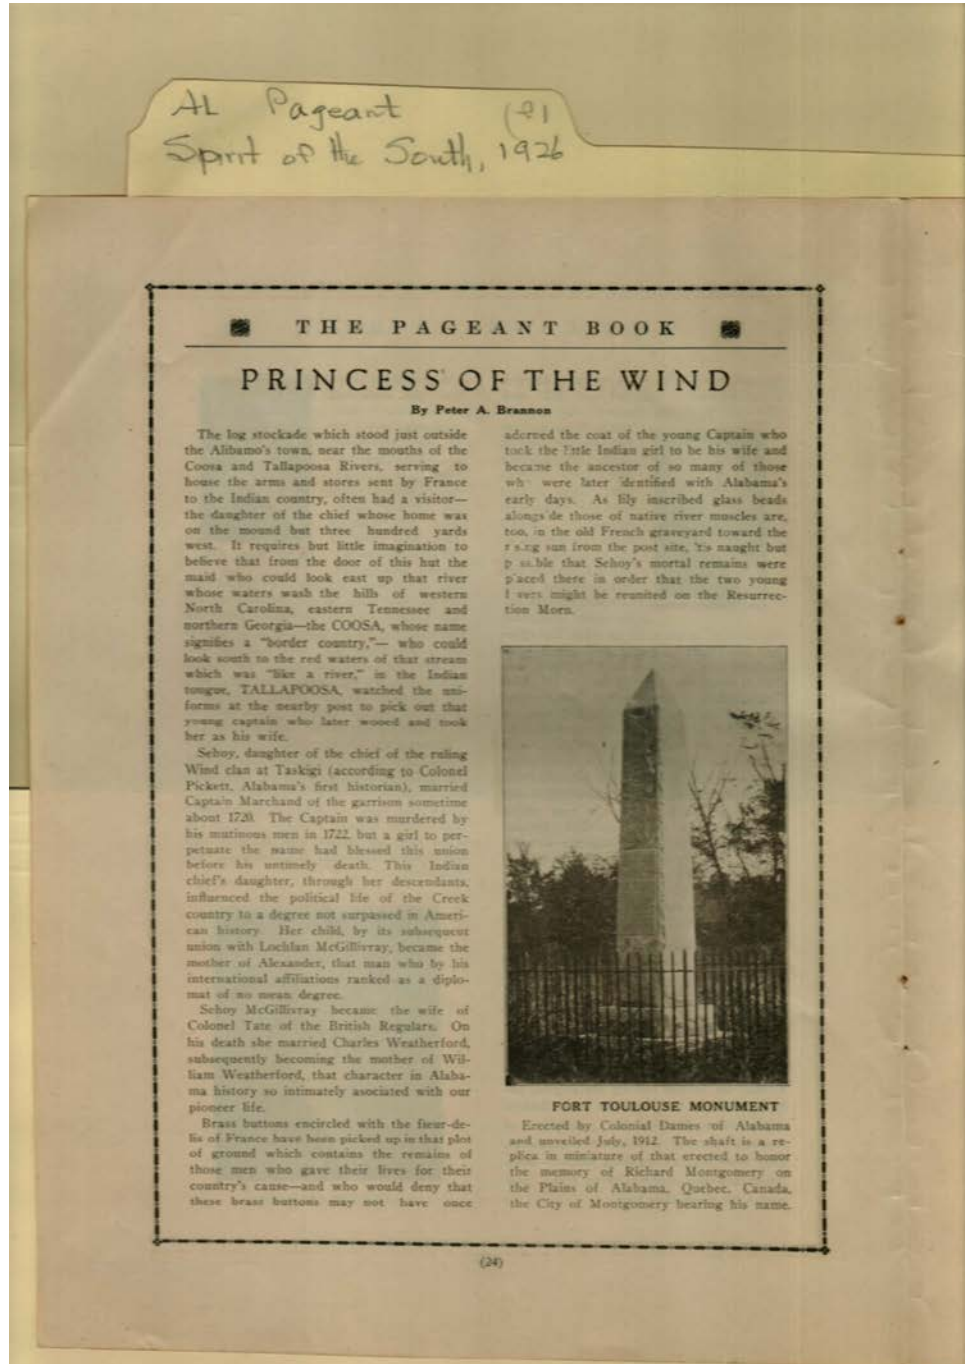 AL Pageant
Spirit of the South, 1926
THE PAGEANT BOOK
PRINCESS OF THE WIND
By Peter A. Brannon
The log stockade which stood just outside
the Alibamo's town, near the mouths of the
Coosa and Tallapoosa Rivers, serving to
house the arms and stores sent by France
to the Indian country, often had a visitor—
the daughter of the chief whose home was
on the mound but three hundred yards
west. It requires but little imagination to
believe that from the door of this hut the
maid who could look east up that river
whose waters wash the hills of western
North Carolina, eastern Tennessee and
northern Georgia—the COOSA, whose name
signifies a "border country,"— who could
look south to the red waters of that stream
which was "like a river," in the Indian
tongue, TALLAPOOSA, watched the uni-
forms at the nearby post to pick out that
young captain who later wooed and took
her as his wife.
Sehoy, daughter of the chief of the ruling
Wind clan at Taskigi (according to Colonel
Pickett, Alabama's first historian), married
Captain Marchand of the garrison sometime
about 1720. The Captain was murdered by
his mutinous men in 1722, but a girl to per-
petuate the name had blessed this union
before his untimely death. This Indian
chief's daughter, through her descendants,
influenced the political life of the Creek
country to a degree not surpassed in Ameri-
can history. Her child, by its subsequent
union with Lochlan McGillivray, became the
mother of Alexander, that man who by his
international affiliations ranked as a diplo-
mat of no mean degree.
Sehoy McGillivray became the wife of
Colonel Tate of the British Regulars. On
his death she married Charles Weatherford,
subsequently becoming the mother of Wil-
liam Weatherford, that character in Alaba-
ma history so intimately asociated with our
pioneer life.
Brass buttons encircled with the fleur-de-
lis of France have been picked up in that plot
of ground which contains the remains of
those men who gave their lives for their
country's cause—and who would deny that
these brass buttons may not have once
adorned the coat of the young Captain who
took the little Indian girl to be his wife and
became the ancestor of so many of those
wh were later identified with Alabama's
early days. As lily inscribed glass beads
alongside those of native river muscles are,
too, in the old French graveyard toward the
rising sun from the post site, 'tis naught but
possible that Sehoy's mortal remains were
placed there in order that the two young
lovers might be reunited on the Resurrec-
tion Morn.
FORT TOULOUSE MONUMENT
Erected by Colonial Dames of Alabama
and unveiled July, 1912. The shaft is a re-
plica in miniature of that erected to honor
the memory of Richard Montgomery on
the Plains of Alabama, Quebec, Canada,
the City of Montgomery bearing his name.
(24)